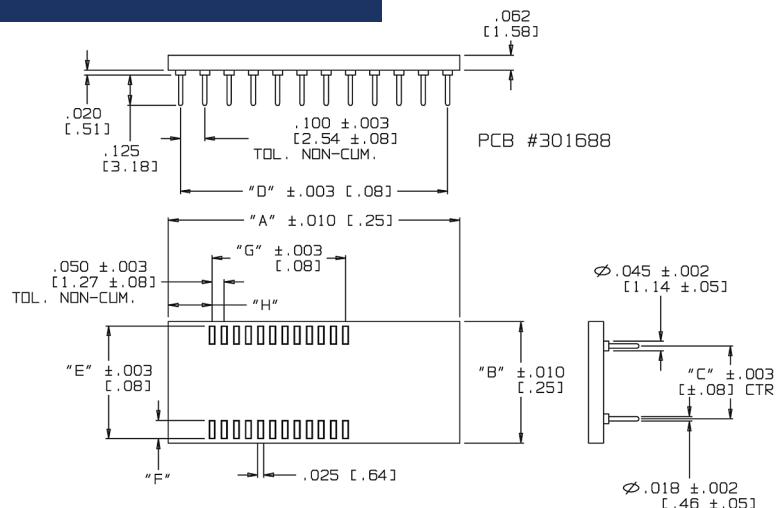 .062
[1.58]
.020
[.51]
.125
[3.18]
.100 ±.003
[2.54 ±.08]
TOL. NON-CUM.
PCB #301688
"D" ±.003 [.08]
"A" ±.010 [.25]
"G" ±.003
[.08]
.050 ±.003
[1.27 ±.08]
TOL. NON-CUM.
"H"
Ø.045 ±.002
[1.14 ±.05]
"E" ±.003
[.08]
"B" ±.010
[.25]
"C" ±.003
[±.08] CTR
"F"
.025 [.64]
Ø.018 ±.002
[.46 ±.05]